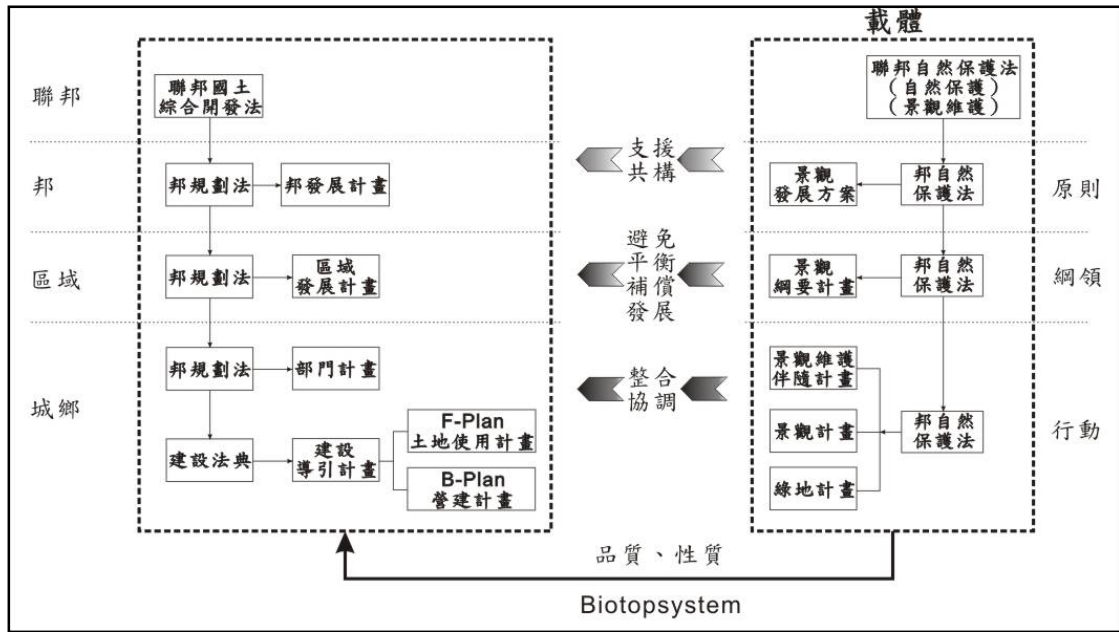 載體
聯邦
聯邦國土
綜合開發法
聯邦自然保護法
(自然保護)
(景觀維護)
邦
邦規劃法
邦發展計畫
支援
共構
景觀
發展方案
邦自然
保護法
原則
區域
邦規劃法
區域
發展計畫
避免
平衡
補償
發展
景觀
綱要計畫
邦自然
保護法
綱領
城鄉
邦規劃法
部門計畫
整合
協調
景觀維護
伴隨計畫
建設法典
建設
導引計畫
F-Plan
土地使用計畫
B-Plan
營建計畫
景觀計畫
綠地計畫
邦自然
保護法
行動
品質、性質
Biotopsystem